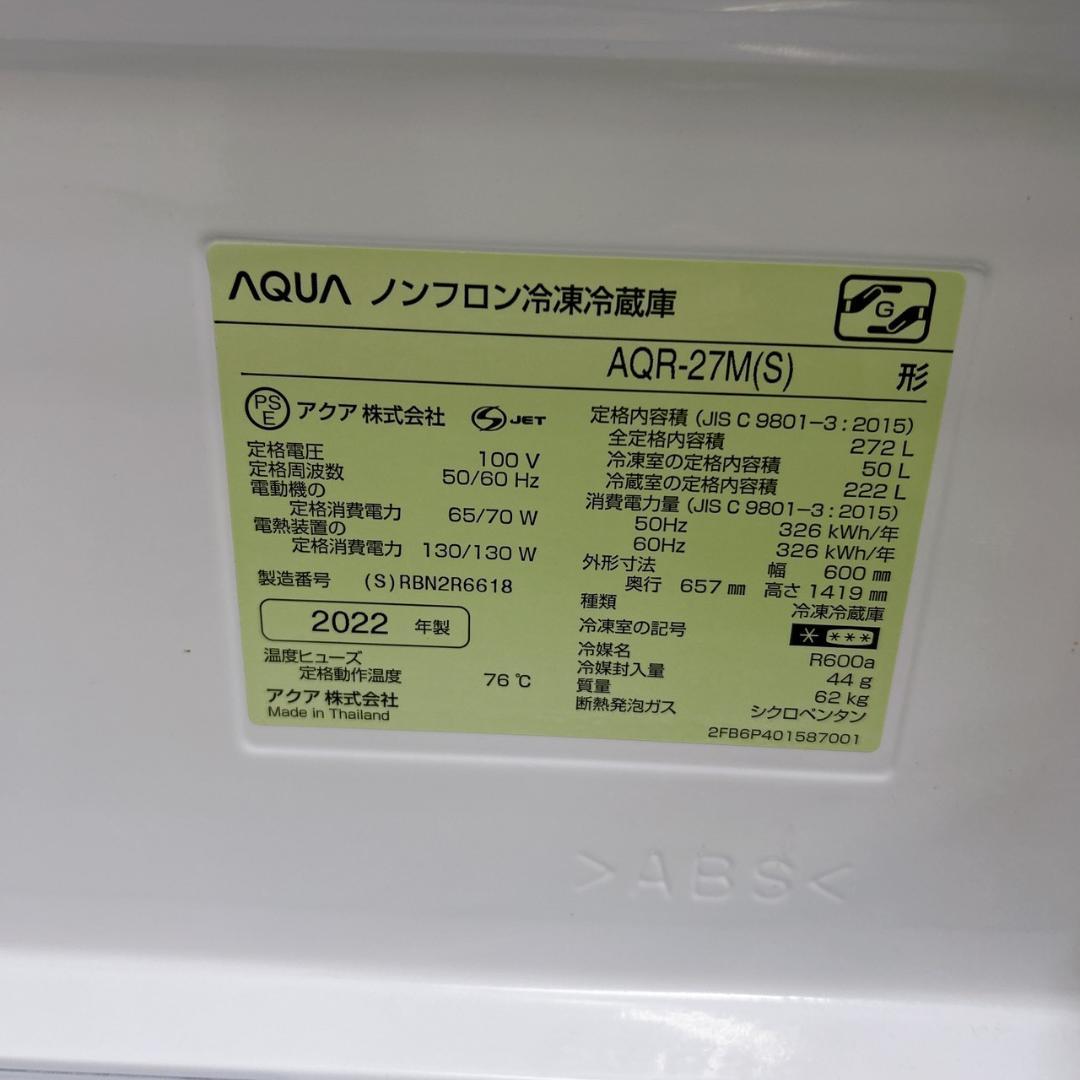 AQUA ノンフロン冷凍冷蔵庫
G
AQR-27M(S) 形
PSE アクア 株式会社 S JET
定格電圧 100 V
定格周波数 50/60 Hz
電動機の
定格消費電力 65/70 W
電熱装置の
定格消費電力 130/130 W
製造番号 (S)RBN2R6618
2022 年製
温度ヒューズ
定格動作温度 76 ℃
アクア 株式会社
Made in Thailand
定格内容積 (JIS C 9801-3 : 2015)
全定格内容積 272 L
冷凍室の定格内容積 50 L
冷蔵室の定格内容積 222 L
消費電力量 (JIS C 9801-3 : 2015)
50Hz 326 kWh/年
60Hz 326 kWh/年
外形寸法 幅 600 ㎜
奥行 657 ㎜ 高さ 1419 ㎜
種類 冷凍冷蔵庫
冷凍室の記号 * ***
冷媒名 R600a
冷媒封入量 44 g
質量 62 kg
断熱発泡ガス シクロペンタン
2FB6P401587001
>ABS<